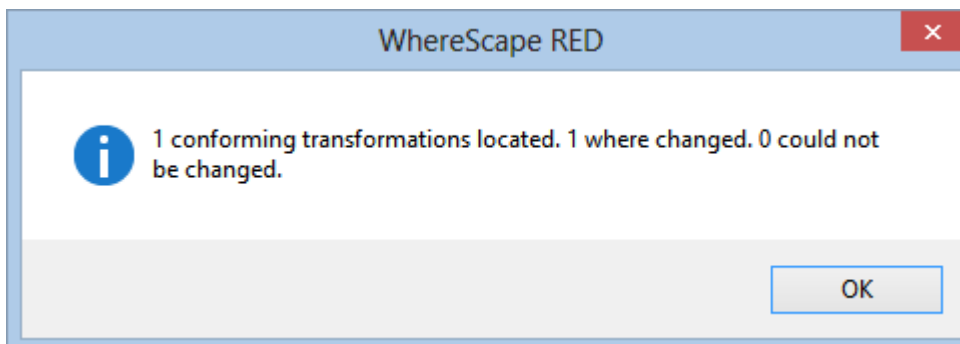 WhereScape RED
1 conforming transformations located. 1 where changed. 0 could not
be changed.
OK